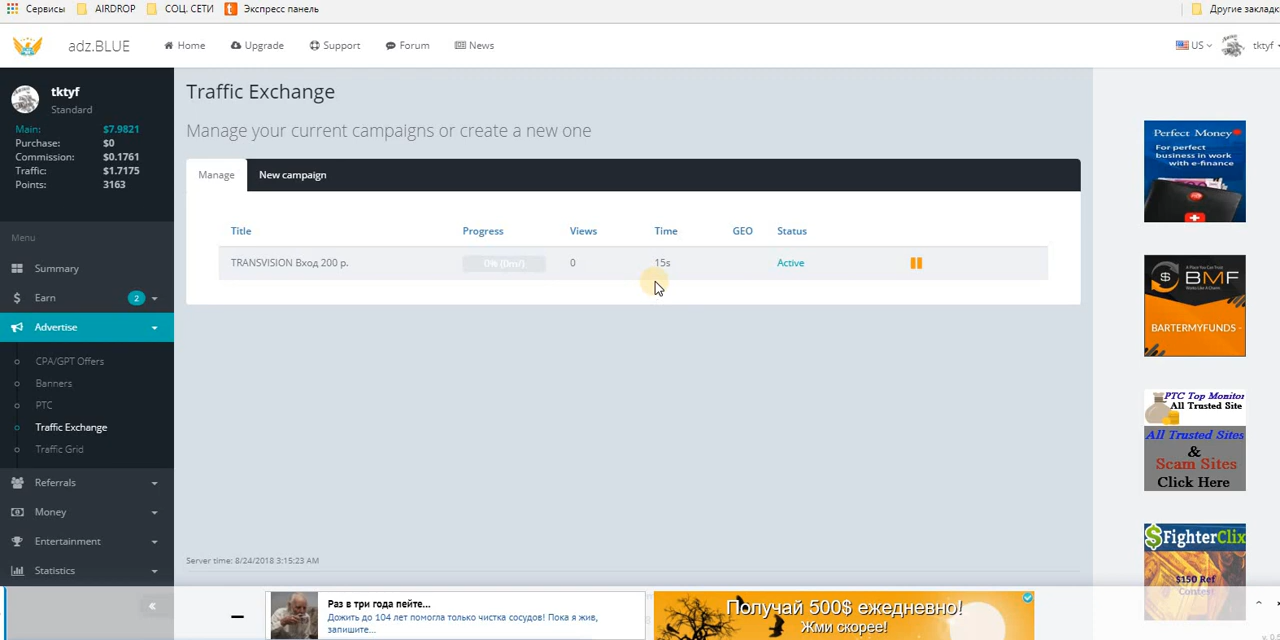 Сервисы AIRDROP СОЦ. СЕТИ Экспресс панель Другие закладк
adz.BLUE Home Upgrade Support Forum News US tktyf
tktyf
Standard
Main: $7.9821
Purchase: $0
Commission: $0.1761
Traffic: $1.7175
Points: 3163
Menu
Summary
Earn 2
Advertise
CPA/GPT Offers
Banners
PTC
Traffic Exchange
Traffic Grid
Referrals
Money
Entertainment
Statistics
Traffic Exchange
Manage your current campaigns or create a new one
Manage New campaign
Title Progress Views Time GEO Status
TRANSVISION Вход 200 р. 0% (0m/) 0 15s Active
Server time: 8/24/2018 3:15:23 AM
Perfect Money
For perfect
business in work
with e-finance
BMF
BARTERMYFUNDS -
PTC Top Monitor
All Trusted Site
All Trusted Sites
&
Scam Sites
Click Here
$FighterClix
$150 Ref
Contest
Раз в три года пейте...
Дожить до 104 лет помогла только чистка сосудов! Пока я жив,
запишите...
Получай 500$ ежедневно!
Жми скорее!